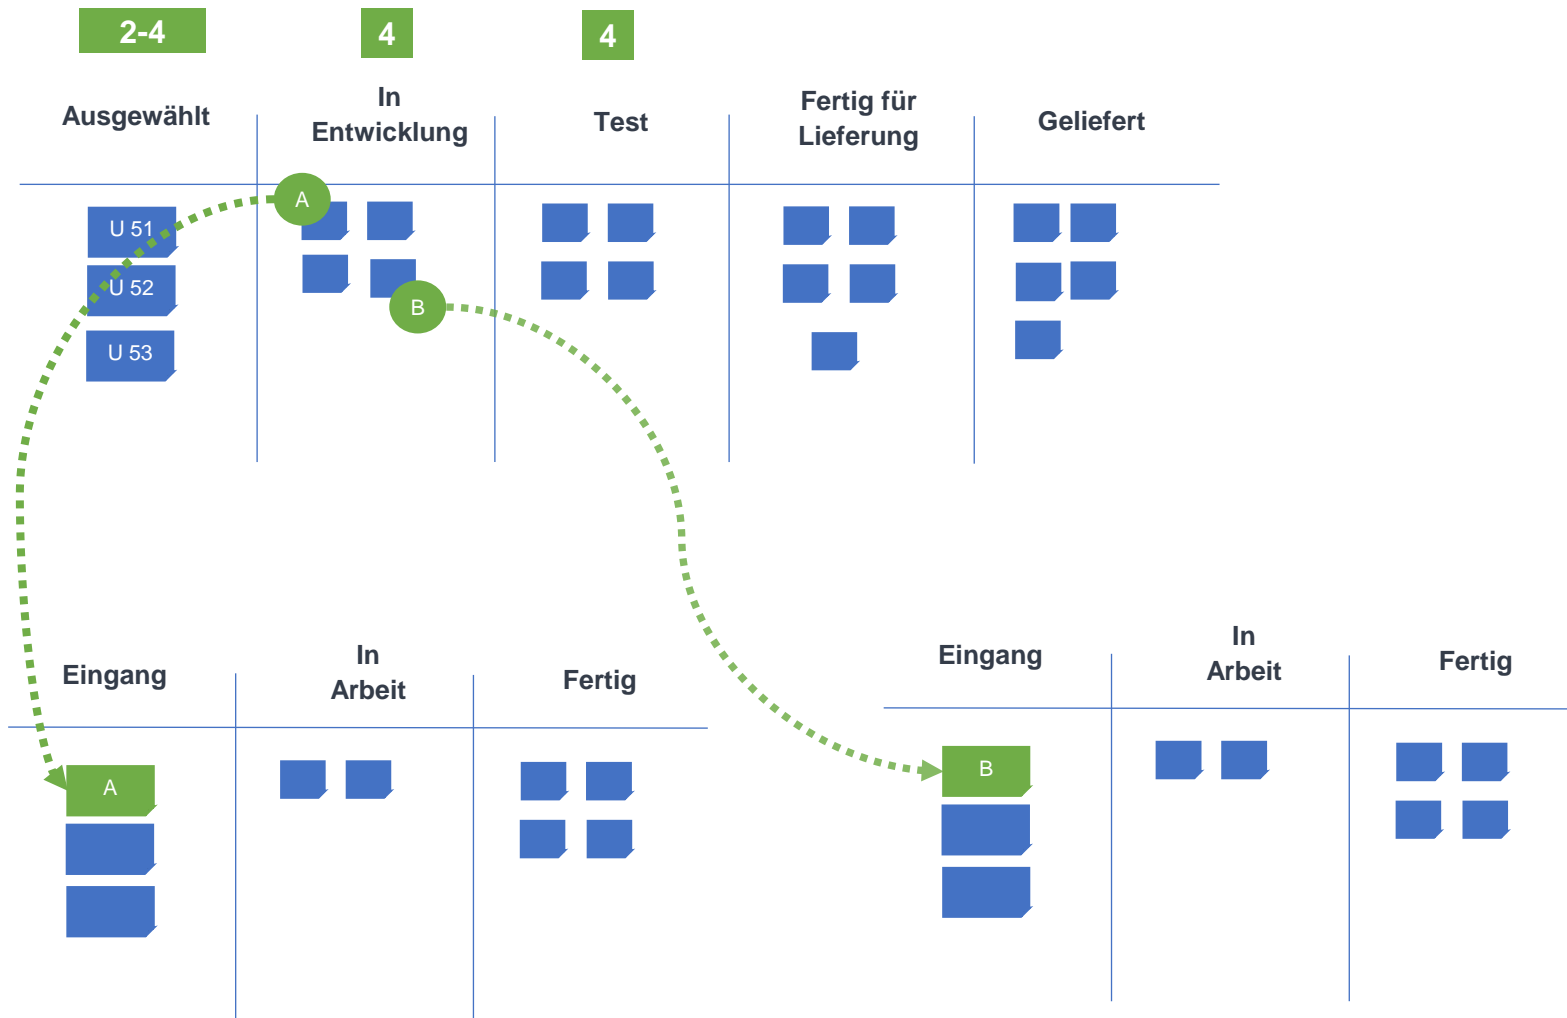 2-4
4
4
Ausgewählt
In
Entwicklung
Test
Fertig für
Lieferung
Geliefert
A
U 51
U 52
B
U 53
Eingang
In
Arbeit
Fertig
A
Eingang
In
Arbeit
Fertig
B